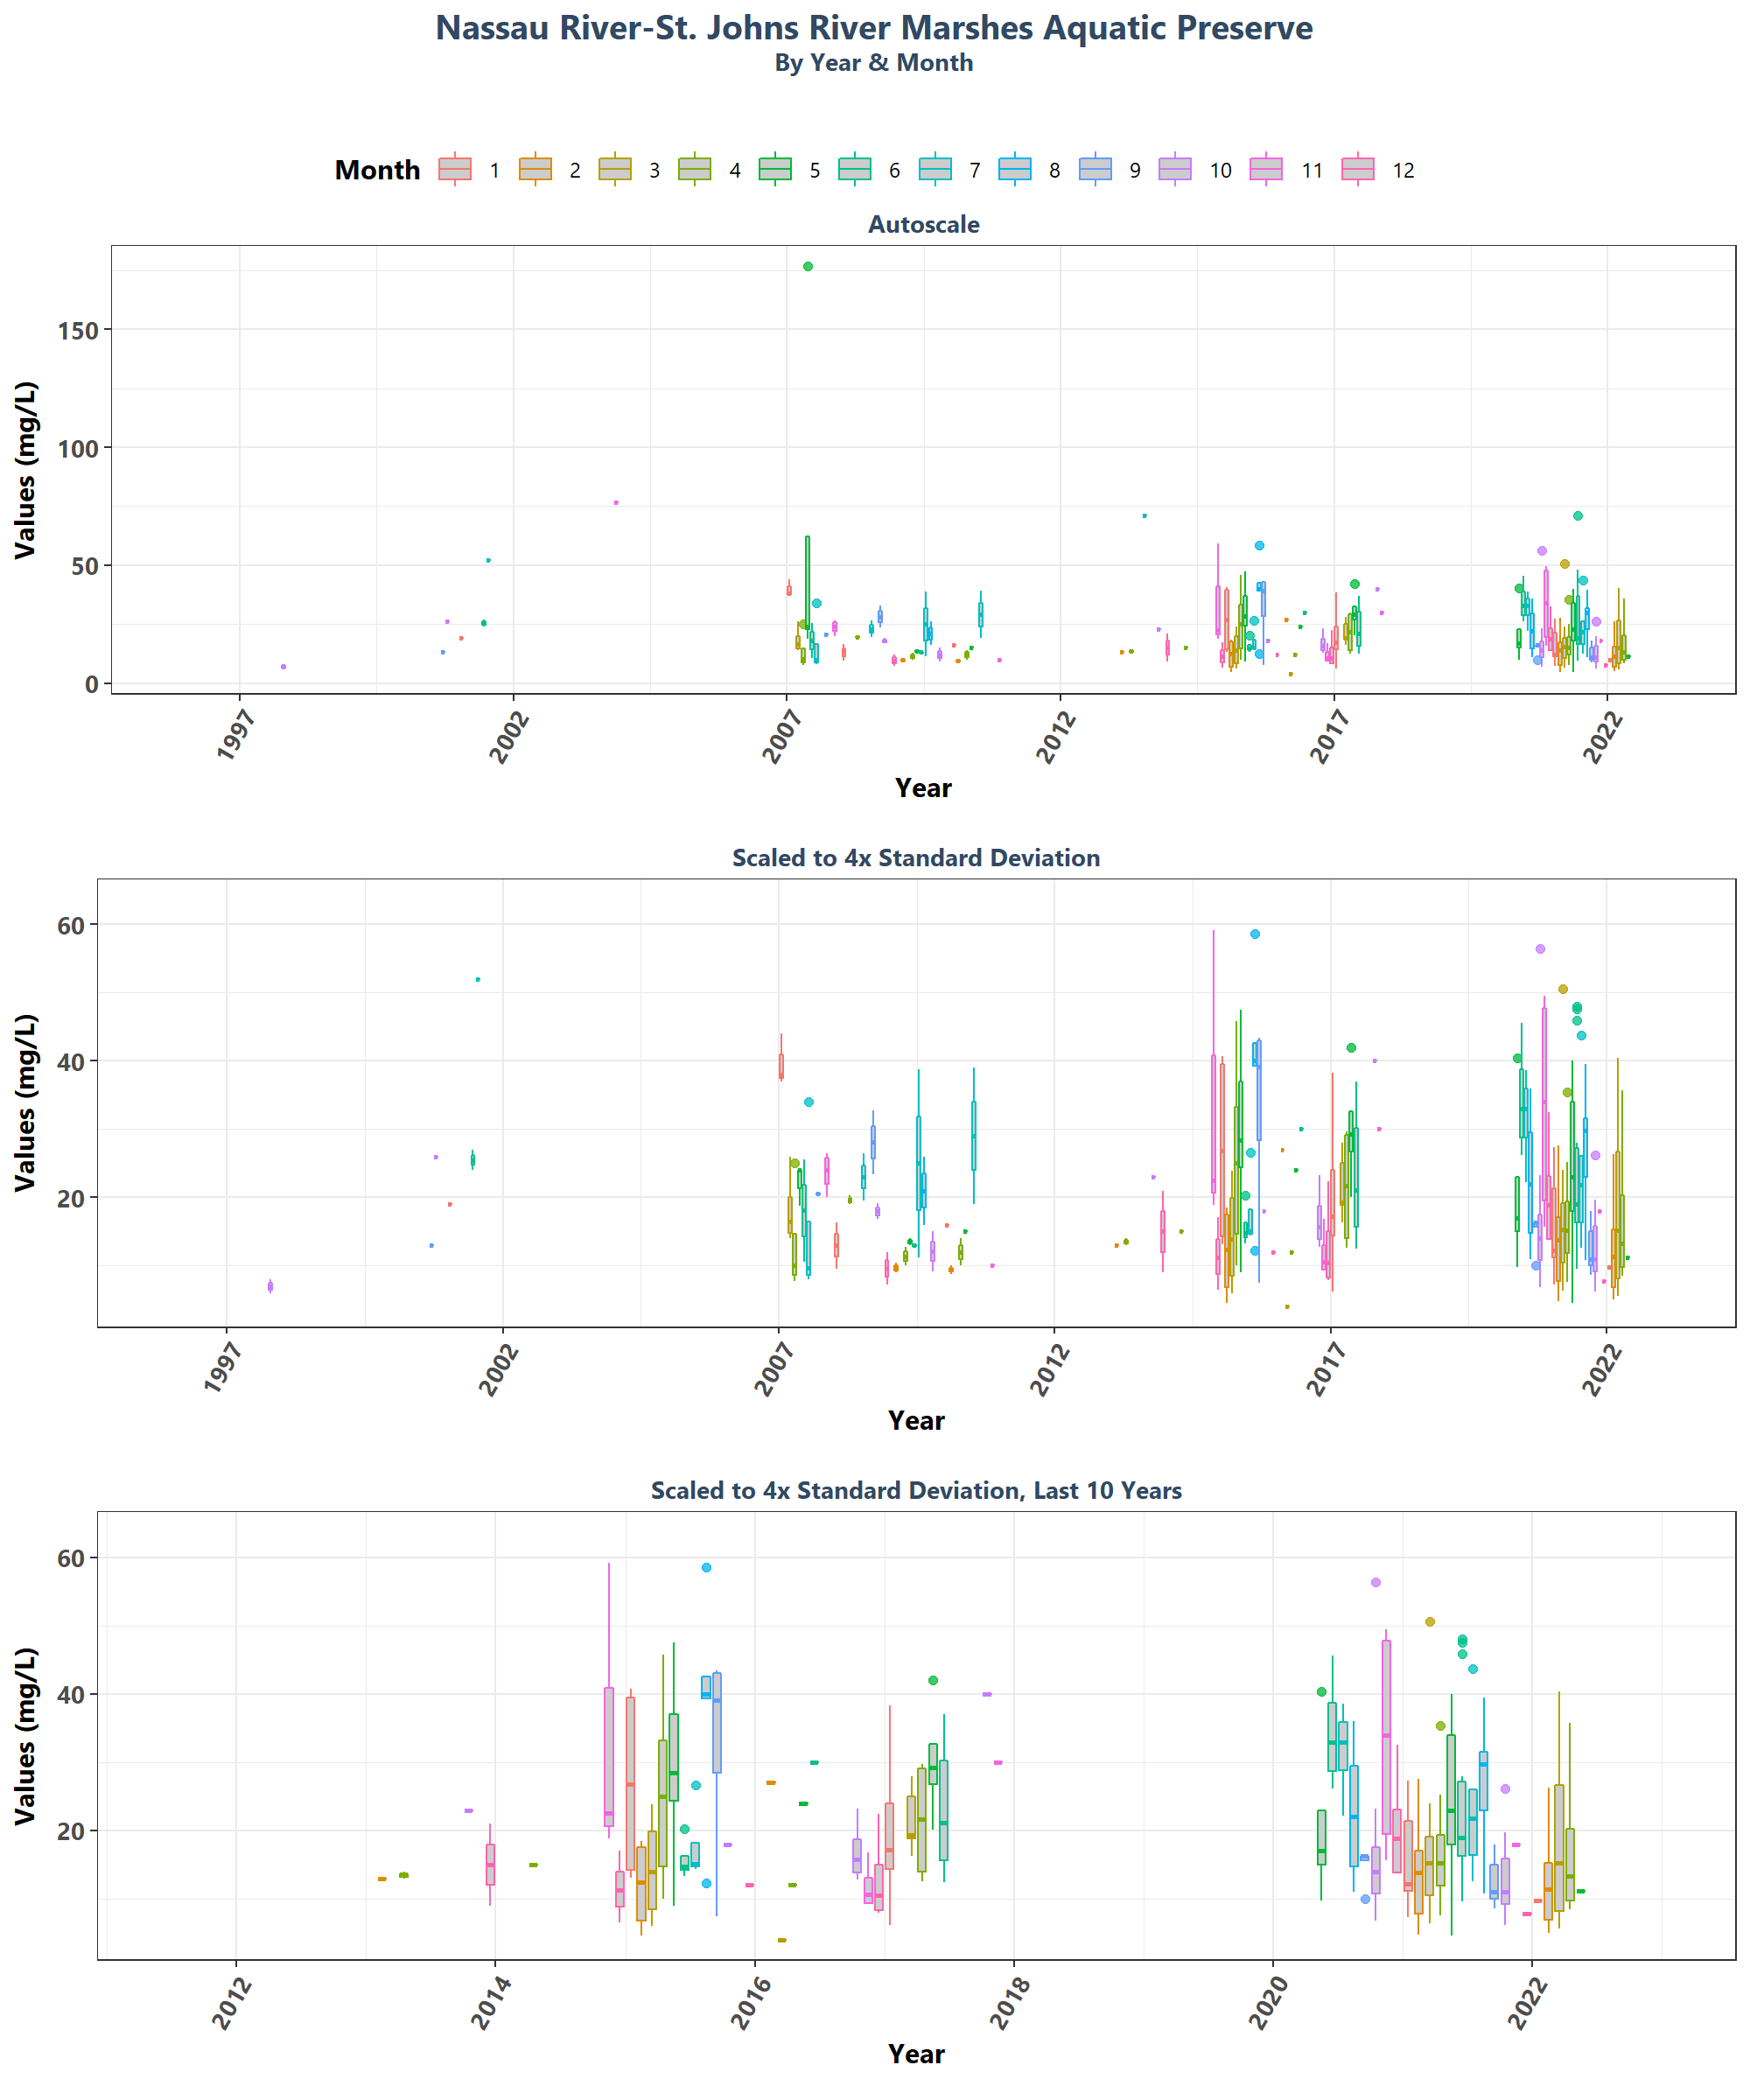 Nassau River-St. Johns River Marshes Aquatic Preserve
By Year & Month
Month 1 2 3 4 5 6 7 8 9 10 11 12
Autoscale
Values (mg/L)
150
100
50
0
1997 2002 2007 2012 2017 2022
Year
Scaled to 4x Standard Deviation
Values (mg/L)
60
40
20
1997 2002 2007 2012 2017 2022
Year
Scaled to 4x Standard Deviation, Last 10 Years
Values (mg/L)
60
40
20
2012 2014 2016 2018 2020 2022
Year